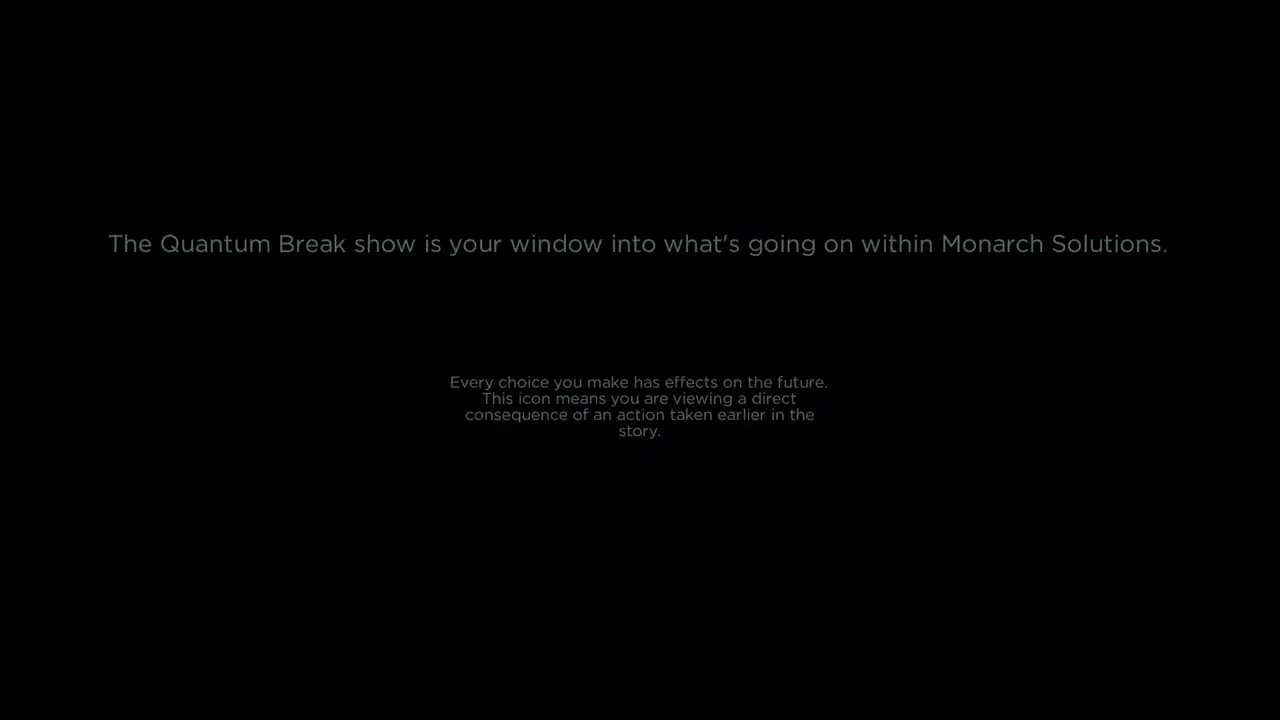 The Quantum Break show is your window into what's going on within Monarch Solutions.
Every choice you make has effects on the future.
This icon means you are viewing a direct
consequence of an action taken earlier in the
story.